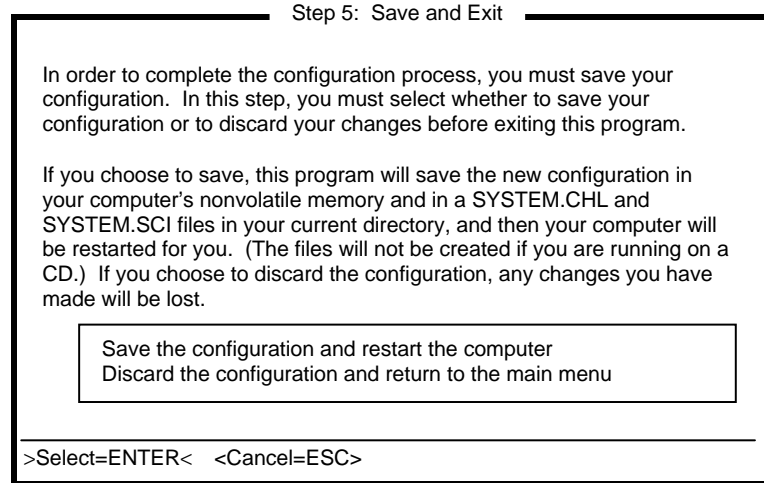 Step 5:  Save and Exit
In order to complete the configuration process, you must save your
configuration.  In this step, you must select whether to save your
configuration or to discard your changes before exiting this program.
If you choose to save, this program will save the new configuration in
your computer's nonvolatile memory and in a SYSTEM.CHL and
SYSTEM.SCI files in your current directory, and then your computer will
be restarted for you.  (The files will not be created if you are running on a
CD.)  If you choose to discard the configuration, any changes you have
made will be lost.
Save the configuration and restart the computer
Discard the configuration and return to the main menu
>Select=ENTER<   <Cancel=ESC>